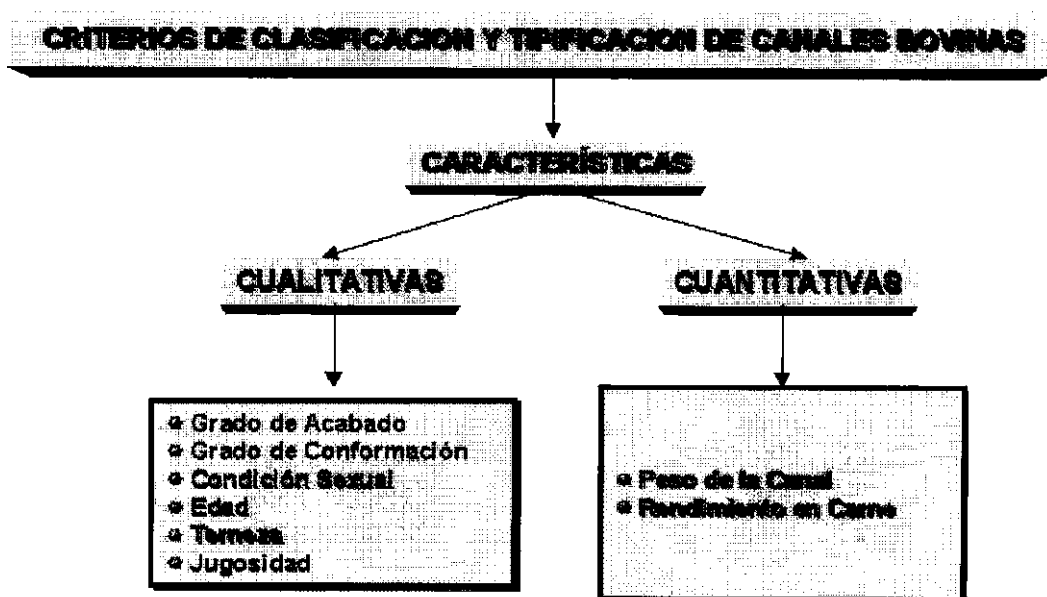 CRITERIOS DE CLASIFICACION Y TIPIFICACION DE CANALES BOVINAS
CARACTERÍSTICAS
CUALITATIVAS
CUANTITATIVAS
Grado de Acabado
Grado de Conformación
Condición Sexual
Edad
Terneza
Jugosidad
Peso de la Canal
Rendimiento en Carne